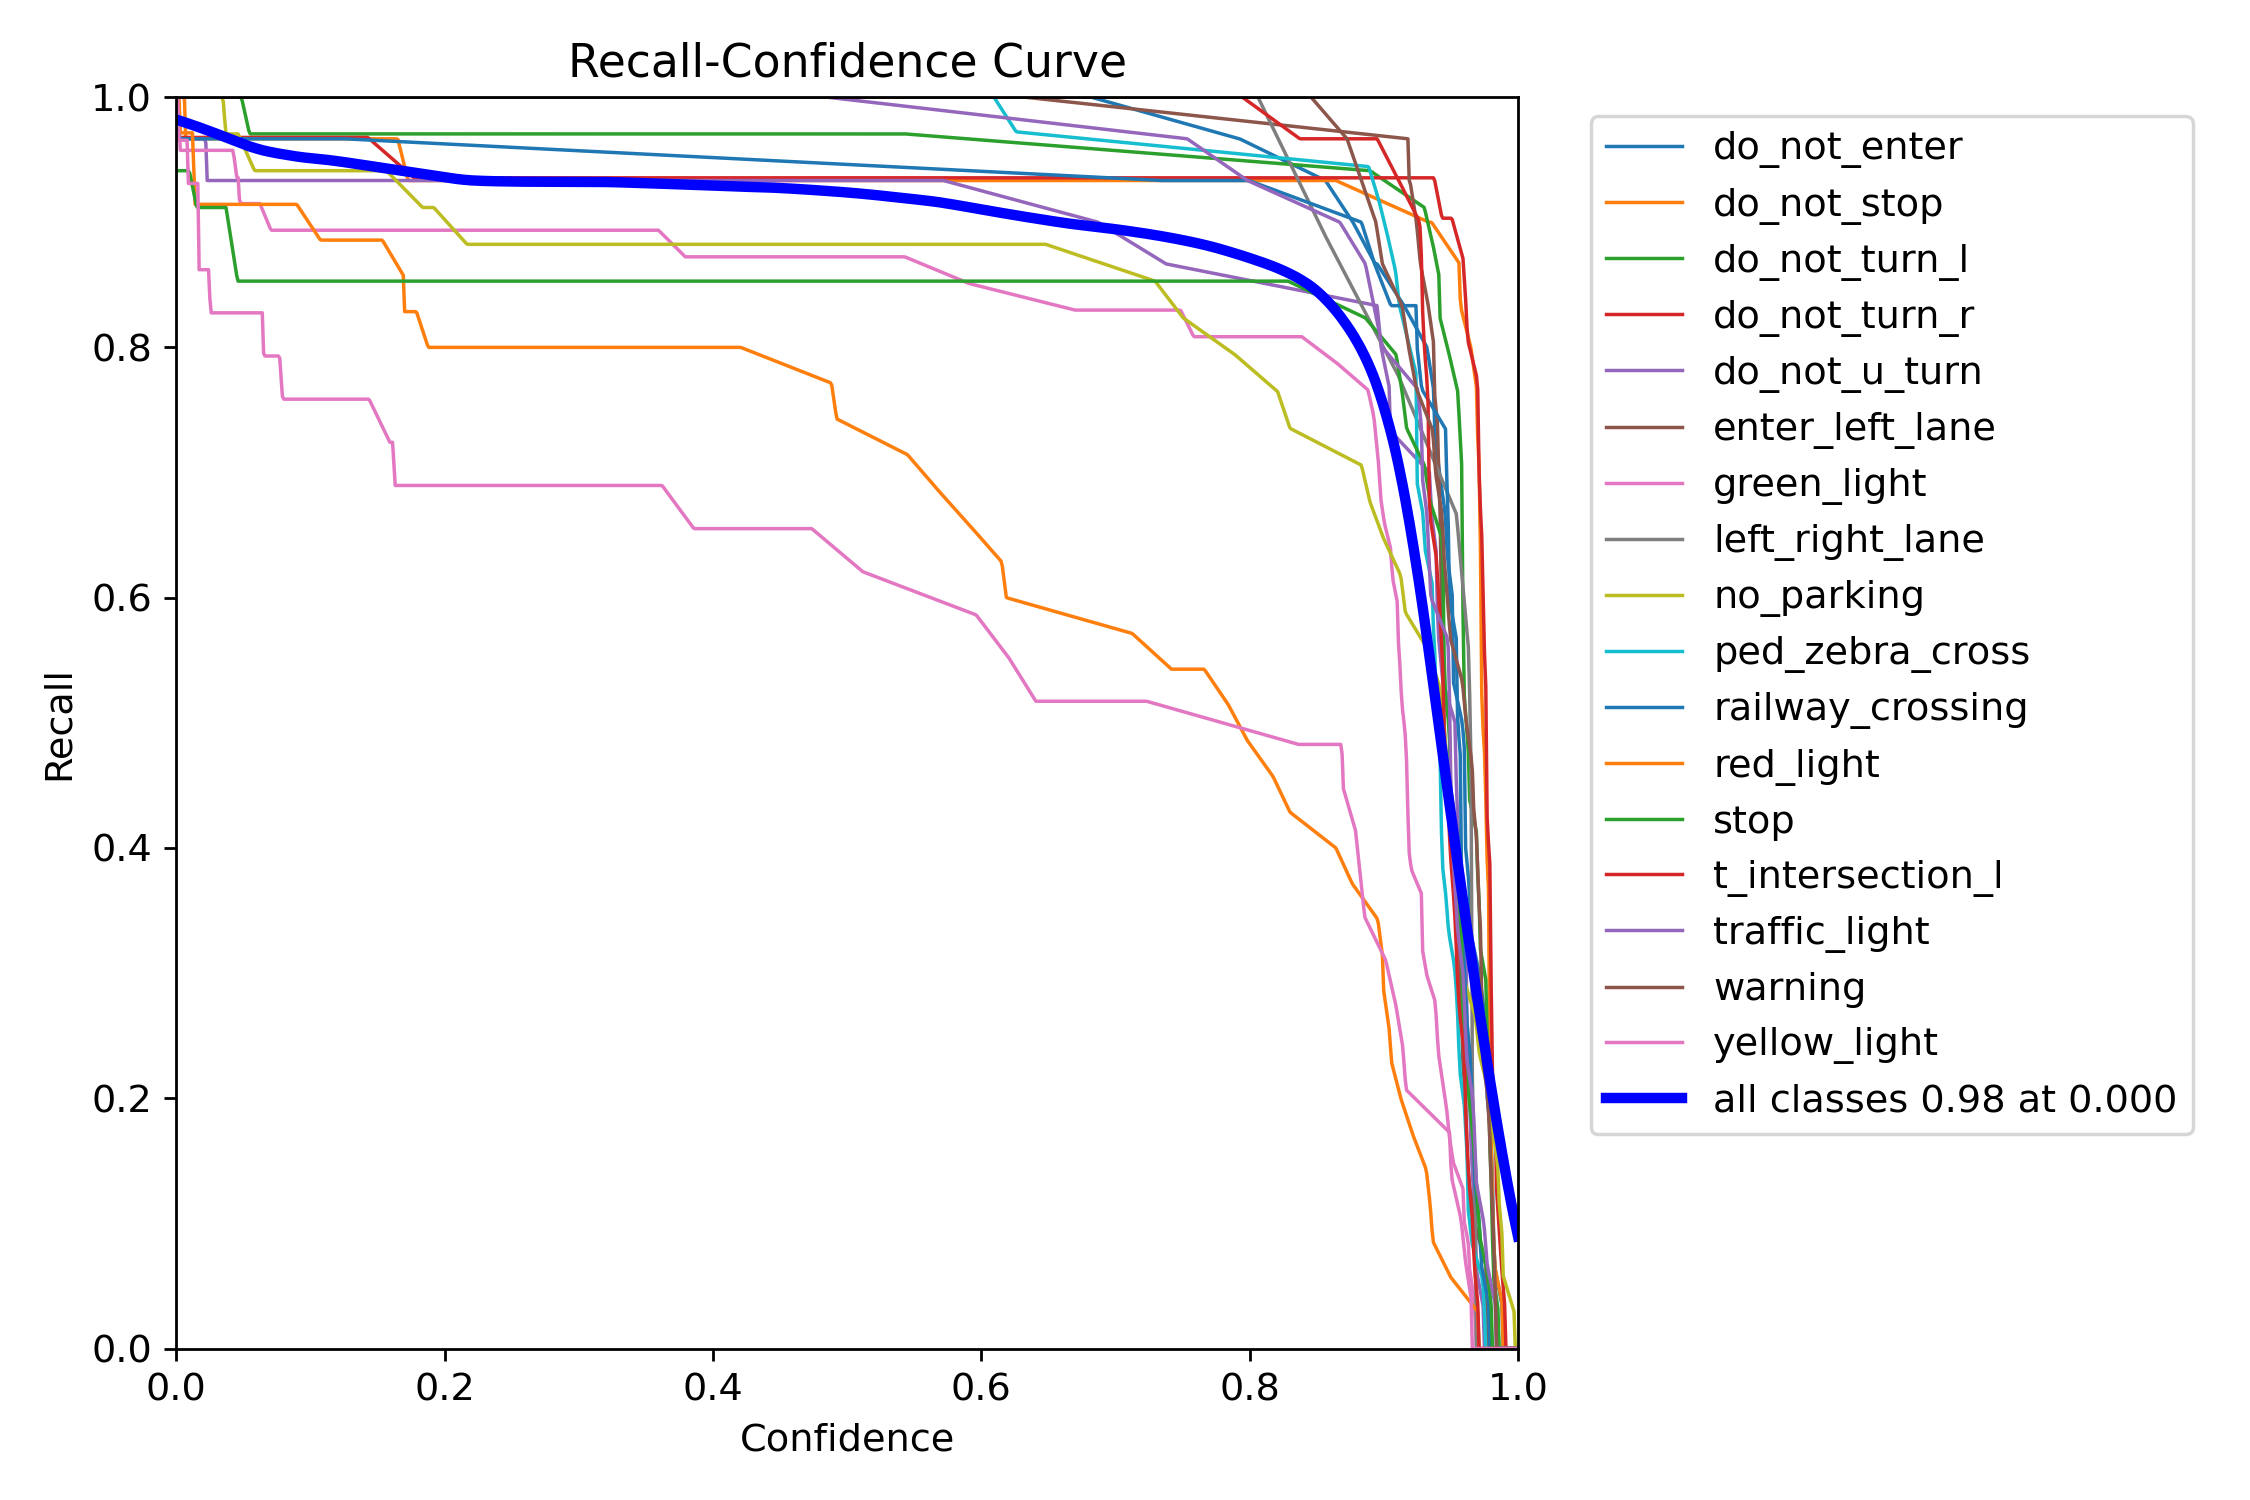 Recall-Confidence Curve
1.0
0.8
0.6
0.4
0.2
0.0
Recall
0.0 0.2 0.4 0.6 0.8 1.0
Confidence
do_not_enter
do_not_stop
do_not_turn_l
do_not_turn_r
do_not_u_turn
enter_left_lane
green_light
left_right_lane
no_parking
ped_zebra_cross
railway_crossing
red_light
stop
t_intersection_l
traffic_light
warning
yellow_light
all classes 0.98 at 0.000